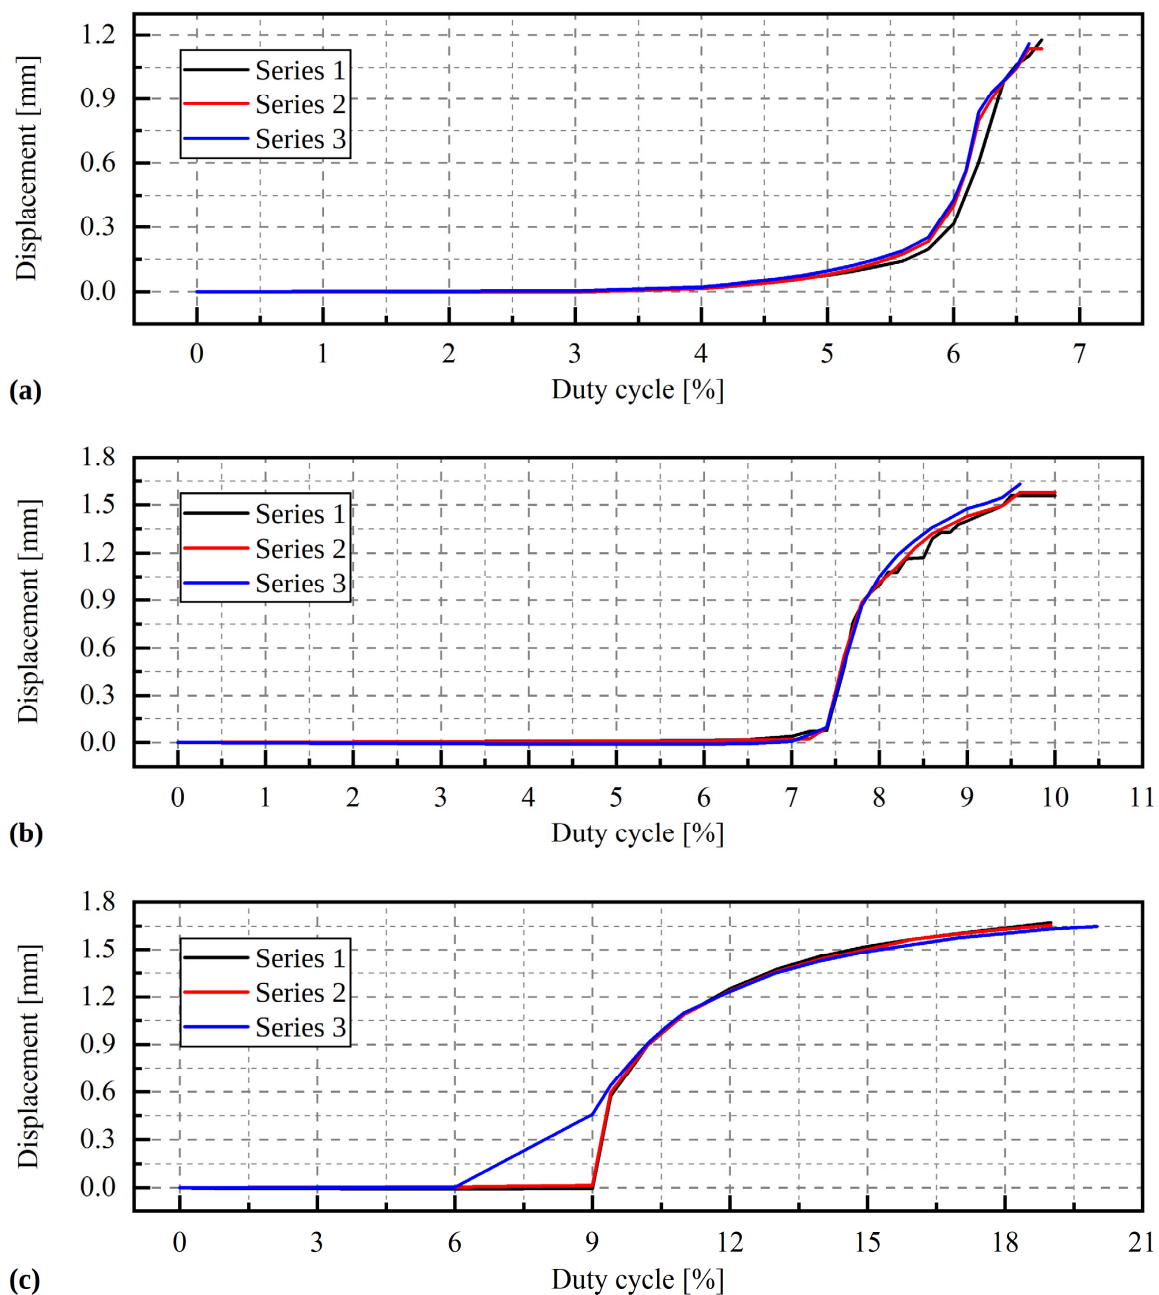 1.2
0.9
0.6
0.3
0.0
Displacement [mm]
Series 1
Series 2
Series 3
0 1 2 3 4 5 6 7
Duty cycle [%]
(a)
1.8
1.5
1.2
0.9
0.6
0.3
0.0
Displacement [mm]
Series 1
Series 2
Series 3
0 1 2 3 4 5 6 7 8 9 10 11
Duty cycle [%]
(b)
1.8
1.5
1.2
0.9
0.6
0.3
0.0
Displacement [mm]
Series 1
Series 2
Series 3
0 3 6 9 12 15 18 21
Duty cycle [%]
(c)